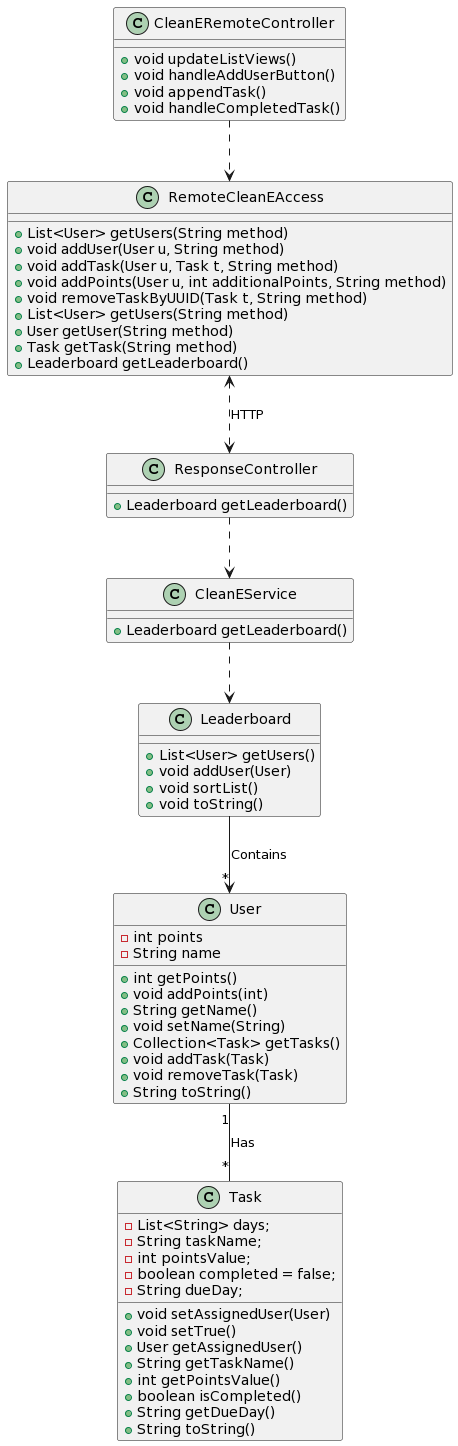 C CleanERemoteController
void updateListViews()
void handleAddUserButton()
void appendTask()
void handleCompletedTask()
C RemoteCleanEAccess
List<User> getUsers(String method)
void addUser(User u, String method)
void addTask(User u, Task t, String method)
void addPoints(User u, int additionalPoints, String method)
void removeTaskByUUID(Task t, String method)
List<User> getUsers(String method)
User getUser(String method)
Task getTask(String method)
Leaderboard getLeaderboard()
HTTP
C ResponseController
Leaderboard getLeaderboard()
C CleanEService
Leaderboard getLeaderboard()
C Leaderboard
List<User> getUsers()
void addUser(User)
void sortList()
void toString()
Contains
*
C User
int points
String name
int getPoints()
void addPoints(int)
String getName()
void setName(String)
Collection<Task> getTasks()
void addTask(Task)
void removeTask(Task)
String toString()
1
Has
*
C Task
List<String> days;
String taskName;
int pointsValue;
boolean completed = false;
String dueDay;
void setAssignedUser(User)
void setTrue()
User getAssignedUser()
String getTaskName()
int getPointsValue()
boolean isCompleted()
String getDueDay()
String toString()